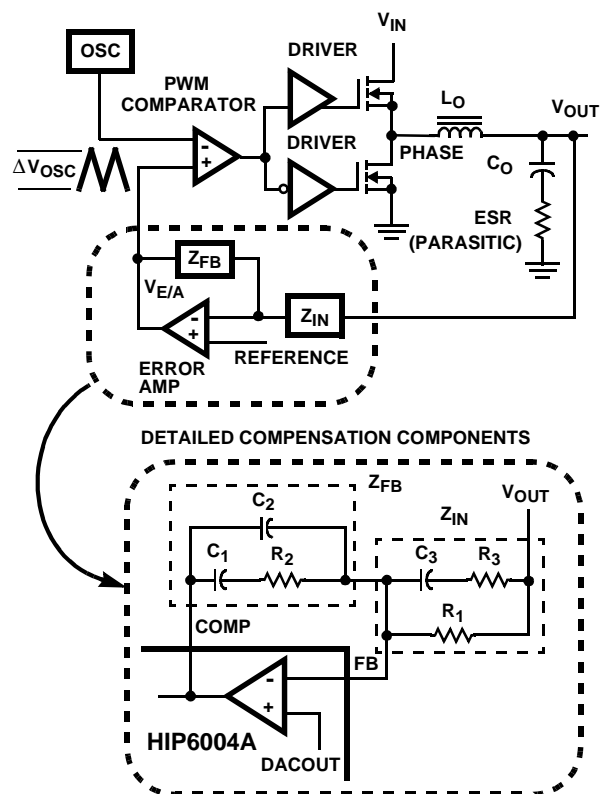 OSC
PWM
COMPARATOR
DRIVER
V_IN
DRIVER
L_O
V_OUT
PHASE
ΔV_OSC
-
+
C_O
ESR
(PARASITIC)
Z_FB
V_E/A
-
+
Z_IN
REFERENCE
ERROR
AMP
DETAILED COMPENSATION COMPONENTS
Z_FB
C_2
V_OUT
Z_IN
C_1
R_2
C_3
R_3
R_1
COMP
FB
-
+
HIP6004A
DACOUT